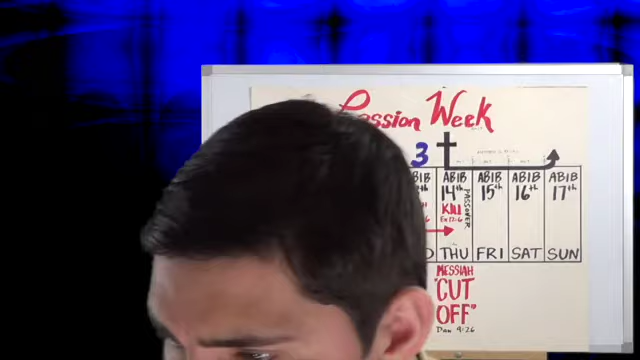 Passion Week
3
ABIB ABIB ABIB ABIB
14th 15th 16th 17th
KILL
Ex 12:6
PASSOVER
THU FRI SAT SUN
MESSIAH
"CUT
OFF"
Dan 9:26